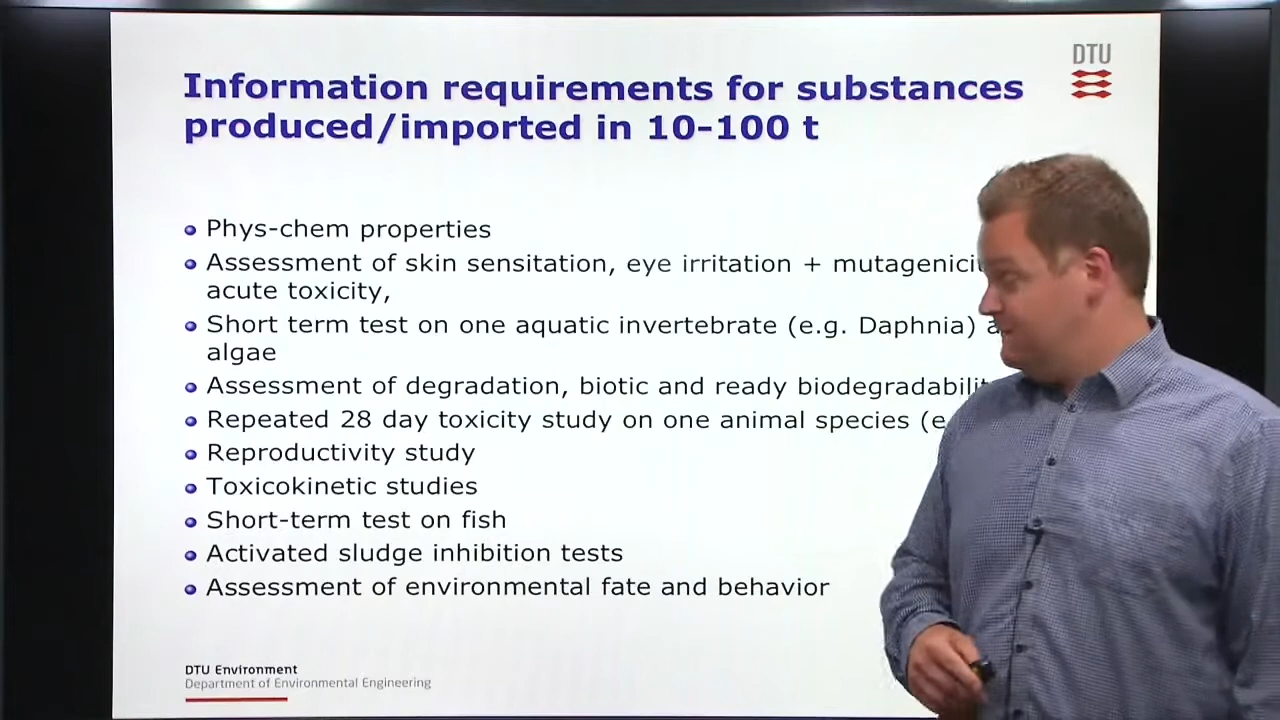 Information requirements for substances
produced/imported in 10-100 t
DTU
Phys-chem properties
Assessment of skin sensitation, eye irritation +
acute toxicity,
Short term test on one aquatic invertebrate (e.g. Daphnia)
algae
Assessment of degradation, biotic and ready
Repeated 28 day toxicity study on one animal species
Reproductivity study
Toxicokinetic studies
Short-term test on fish
Activated sludge inhibition tests
Assessment of environmental fate and behavior
DTU Environment
Department of Environmental Engineering